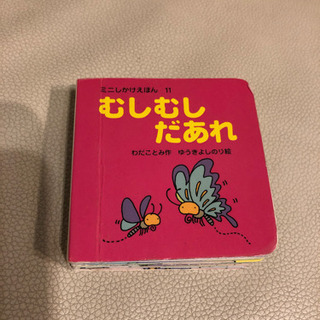 ミニしかけえほん 11
むしむし
だあれ
わだことみ作 ゆうきよしのり絵